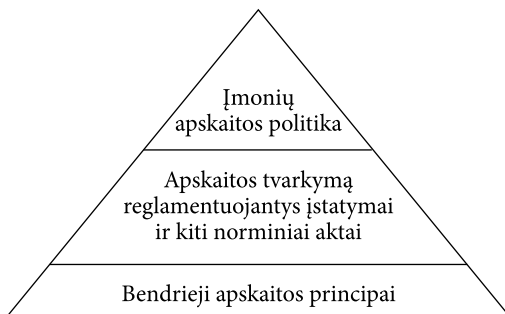 Įmonių
apskaitos politika
Apskaitos tvarkymą
reglamentuojantys įstatymai
ir kiti norminiai aktai
Bendrieji apskaitos principai